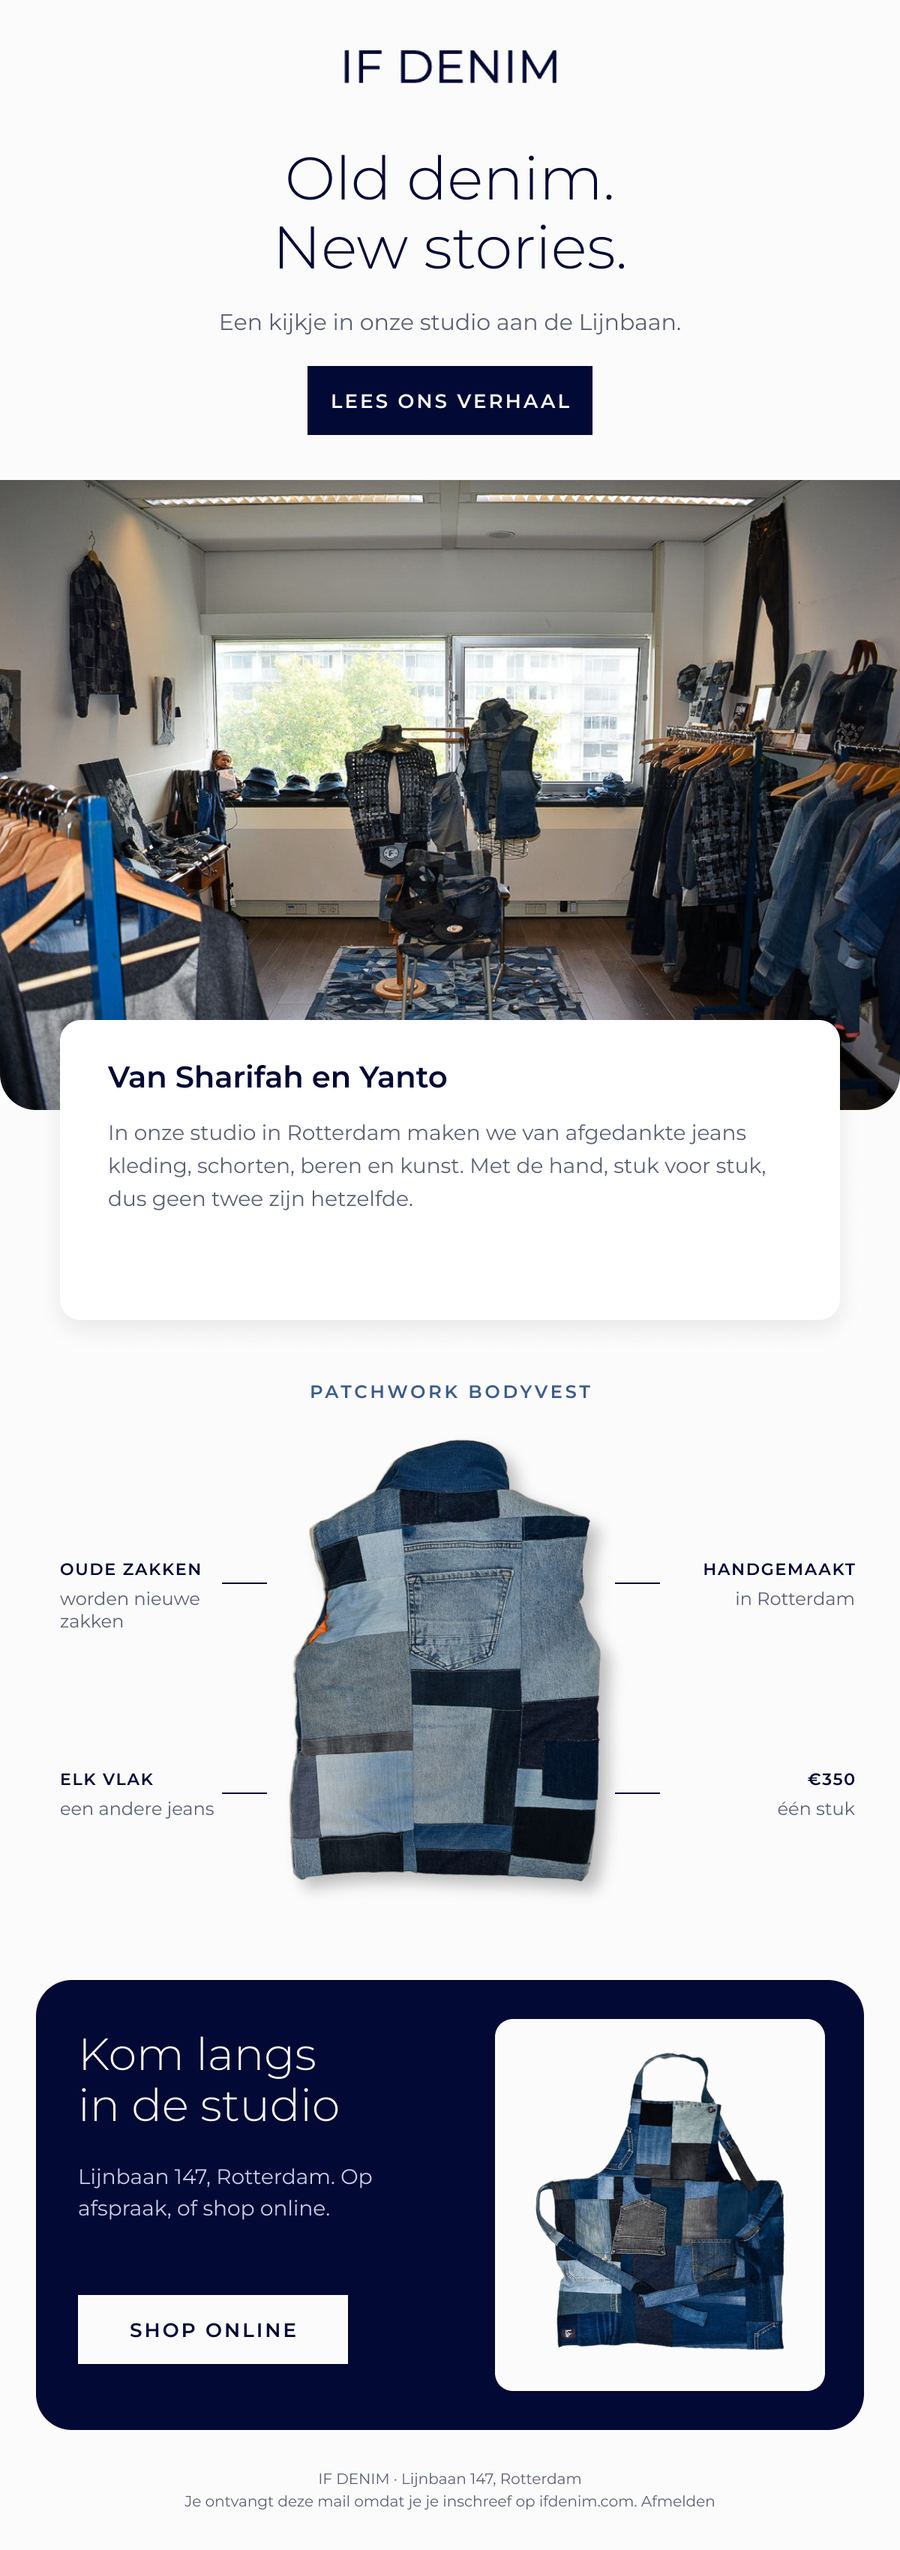 IF DENIM
Old denim.
New stories.
Een kijkje in onze studio aan de Lijnbaan.
LEES ONS VERHAAL
Van Sharifah en Yanto
In onze studio in Rotterdam maken we van afgedankte jeans
kleding, schorten, beren en kunst. Met de hand, stuk voor stuk,
dus geen twee zijn hetzelfde.
PATCHWORK BODYVEST
OUDE ZAKKEN
worden nieuwe
zakken
HANDGEMAAKT
in Rotterdam
ELK VLAK
een andere jeans
€350
één stuk
Kom langs
in de studio
Lijnbaan 147, Rotterdam. Op
afspraak, of shop online.
SHOP ONLINE
IF DENIM · Lijnbaan 147, Rotterdam
Je ontvangt deze mail omdat je je inschreef op ifdenim.com. Afmelden